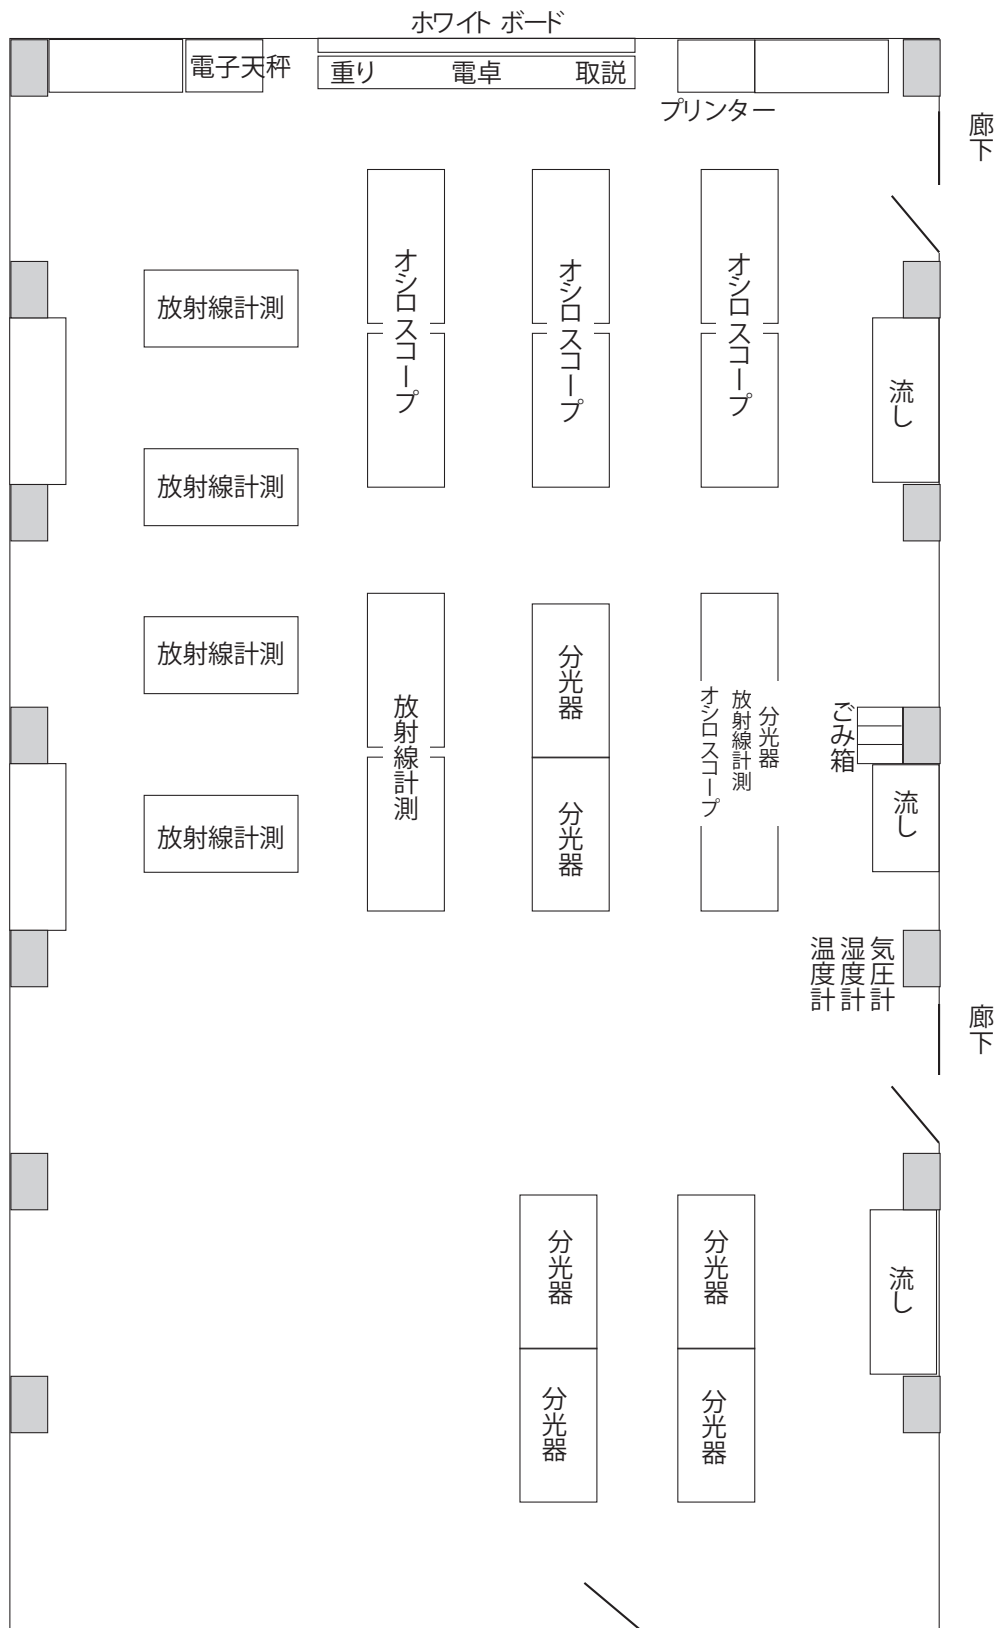 ホワイト ボード
電子天秤
重り 電卓 取説
プリンター
廊下
オシロスコープ
オシロスコープ
オシロスコープ
放射線計測
流し
放射線計測
放射線計測
放射線計測
分光器
分光器
放射線計測
オシロスコープ
ごみ箱
分光器
流し
放射線計測
気圧計
湿度計
温度計
廊下
分光器
分光器
流し
分光器
分光器